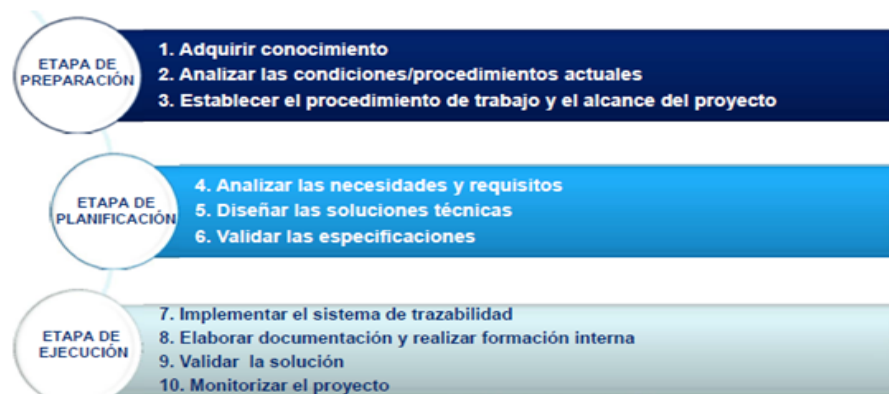 ETAPA DE
PREPARACIÓN
1. Adquirir conocimiento
2. Analizar las condiciones/procedimientos actuales
3. Establecer el procedimiento de trabajo y el alcance del proyecto
ETAPA DE
PLANIFICACIÓN
4. Analizar las necesidades y requisitos
5. Diseñar las soluciones técnicas
6. Validar las especificaciones
ETAPA DE
EJECUCIÓN
7. Implementar el sistema de trazabilidad
8. Elaborar documentación y realizar formación interna
9. Validar la solución
10. Monitorizar el proyecto